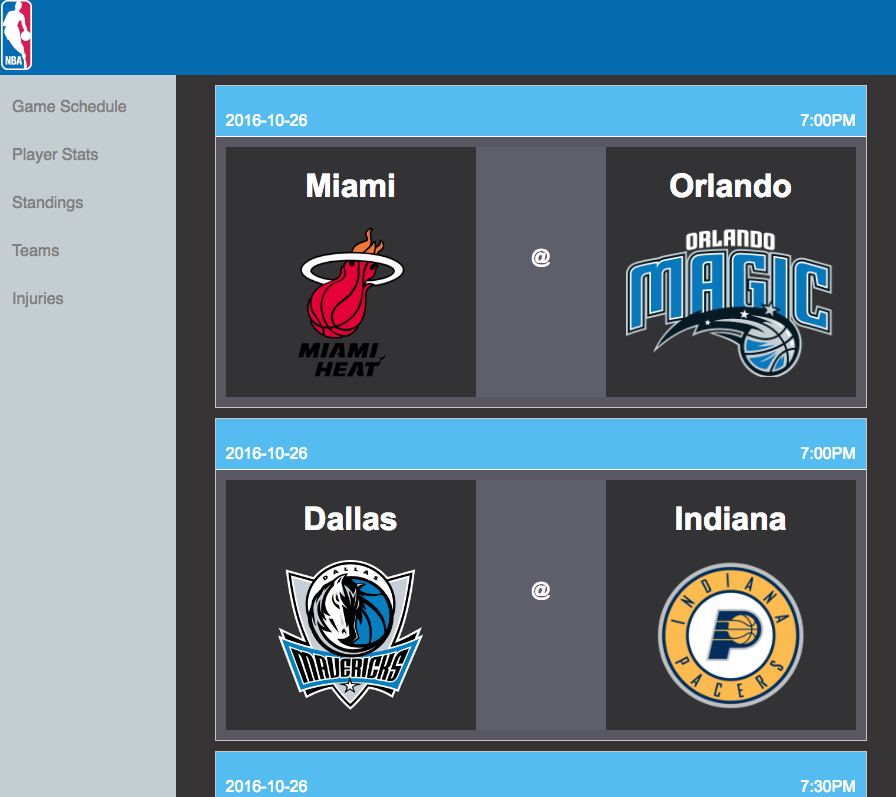 NBA
Game Schedule
Player Stats
Standings
Teams
Injuries
2016-10-26 7:00PM
Miami @ Orlando
MIAMI
HEAT
ORLANDO
MAGIC
2016-10-26 7:00PM
Dallas @ Indiana
DALLAS
MAVERICKS
INDIANA
PACERS
2016-10-26 7:30PM